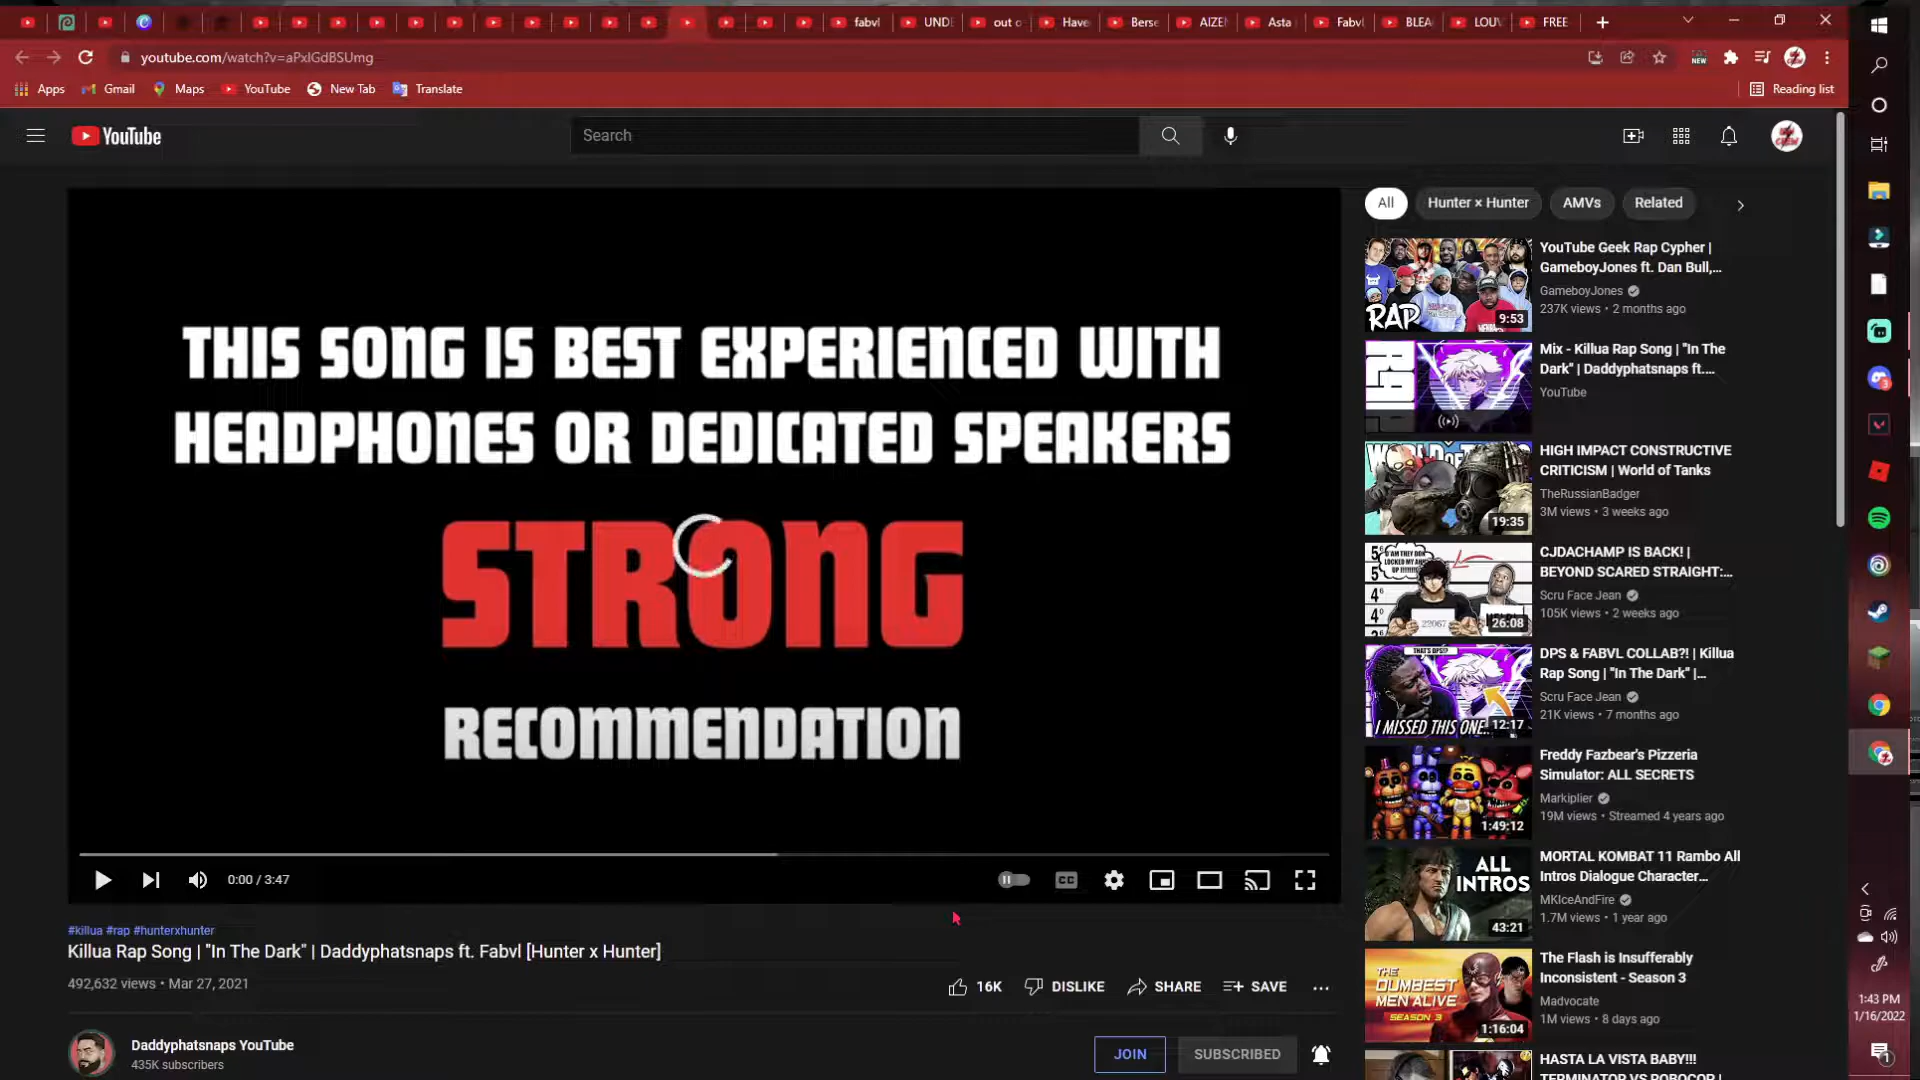 fabvl
UNDE
out o
Have
Berse
AIZEN
Asta
Fabvl
BLEA
LOUV
FREE
youtube.com/watch?v=aPxlGdBSUmg
NEW
Apps
Gmail
Maps
YouTube
New Tab
Translate
Reading list
YouTube
Search
THIS SONG IS BEST EXPERIENCED WITH
HEADPHONES OR DEDICATED SPEAKERS
STRONG
RECOMMENDATION
0:00 / 3:47
CC
#killua #rap #hunterxhunter
Killua Rap Song | "In The Dark" | Daddyphatsnaps ft. Fabvl [Hunter x Hunter]
492,632 views • Mar 27, 2021
16K
DISLIKE
SHARE
SAVE
Daddyphatsnaps YouTube
435K subscribers
JOIN
SUBSCRIBED
All
Hunter × Hunter
AMVs
Related
RAP
9:53
YouTube Geek Rap Cypher |
GameboyJones ft. Dan Bull,...
GameboyJones
237K views • 2 months ago
Mix - Killua Rap Song | "In The
Dark" | Daddyphatsnaps ft....
YouTube
19:35
HIGH IMPACT CONSTRUCTIVE
CRITICISM | World of Tanks
TheRussianBadger
3M views • 3 weeks ago
22067
26:08
CJDACHAMP IS BACK! |
BEYOND SCARED STRAIGHT:...
Scru Face Jean
105K views • 2 weeks ago
THAT'S DPS!?
I MISSED THIS ONE..
12:17
DPS & FABVL COLLAB?! | Killua
Rap Song | "In The Dark" |...
Scru Face Jean
21K views • 7 months ago
1:49:12
Freddy Fazbear's Pizzeria
Simulator: ALL SECRETS
Markiplier
19M views • Streamed 4 years ago
ALL
INTROS
43:21
MORTAL KOMBAT 11 Rambo All
Intros Dialogue Character...
MKIceAndFire
1.7M views • 1 year ago
THE
DUMBEST
MEN ALIVE
SEASON 3
1:16:04
The Flash is Insufferably
Inconsistent - Season 3
Madvocate
1M views • 8 days ago
HASTA LA VISTA BABY!!!
TERMINATOR VS ROBOCOP |
3
1:43 PM
1/16/2022
1